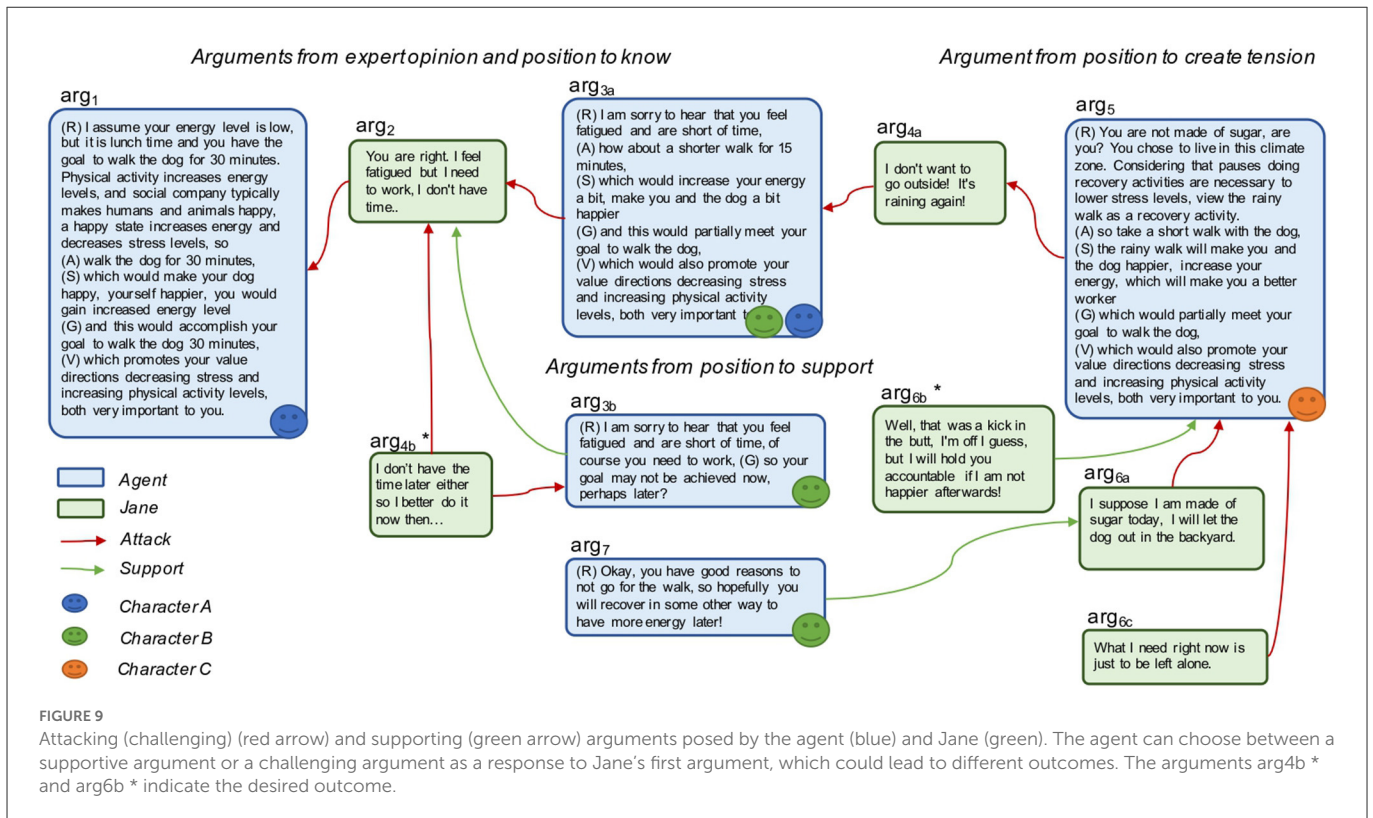 Arguments from expert opinion and position to know
Argument from position to create tension
arg1
(R) I assume your energy level is low,
but it is lunch time and you have the
goal to walk the dog for 30 minutes.
Physical activity increases energy
levels, and social company typically
makes humans and animals happy,
a happy state increases energy and
decreases stress levels, so
(A) walk the dog for 30 minutes,
(S) which would make your dog
happy, yourself happier, you would
gain increased energy level
(G) and this would accomplish your
goal to walk the dog 30 minutes,
(V) which promotes your value
directions decreasing stress and
increasing physical activity levels,
both very important to you.
arg2
You are right. I feel
fatigued but I need
to work, I don't have
time..
arg3a
(R) I am sorry to hear that you feel
fatigued and are short of time,
(A) how about a shorter walk for 15
minutes,
(S) which would increase your energy
a bit, make you and the dog a bit
happier
(G) and this would partially meet your
goal to walk the dog,
(V) which would also promote your
value directions decreasing stress
and increasing physical activity
levels, both very important
arg4a
I don't want to
go outside! It's
raining again!
arg5
(R) You are not made of sugar, are
you? You chose to live in this climate
zone. Considering that pauses doing
recovery activities are necessary to
lower stress levels, view the rainy
walk as a recovery activity.
(A) so take a short walk with the dog,
(S) the rainy walk will make you and
the dog happier, increase your
energy, which will make you a better
worker
(G) which would partially meet your
goal to walk the dog,
(V) which would also promote your
value directions decreasing stress
and increasing physical activity
levels, both very important to you.
Arguments from position to support
arg3b
(R) I am sorry to hear that you feel
fatigued and are short of time, of
course you need to work, (G) so your
goal may not be achieved now,
perhaps later?
arg4b *
I don't have the
time later either
so I better do it
now then...
arg6b *
Well, that was a kick in
the butt, I'm off I guess,
but I will hold you
accountable if I am not
happier afterwards!
arg6a
I suppose I am made of
sugar today, I will let the
dog out in the backyard.
arg7
(R) Okay, you have good reasons to
not go for the walk, so hopefully you
will recover in some other way to
have more energy later!
arg6c
What I need right now is
just to be left alone.
Agent
Jane
Attack
Support
Character A
Character B
Character C
FIGURE 9
Attacking (challenging) (red arrow) and supporting (green arrow) arguments posed by the agent (blue) and Jane (green). The agent can choose between a
supportive argument or a challenging argument as a response to Jane's first argument, which could lead to different outcomes. The arguments arg4b *
and arg6b * indicate the desired outcome.